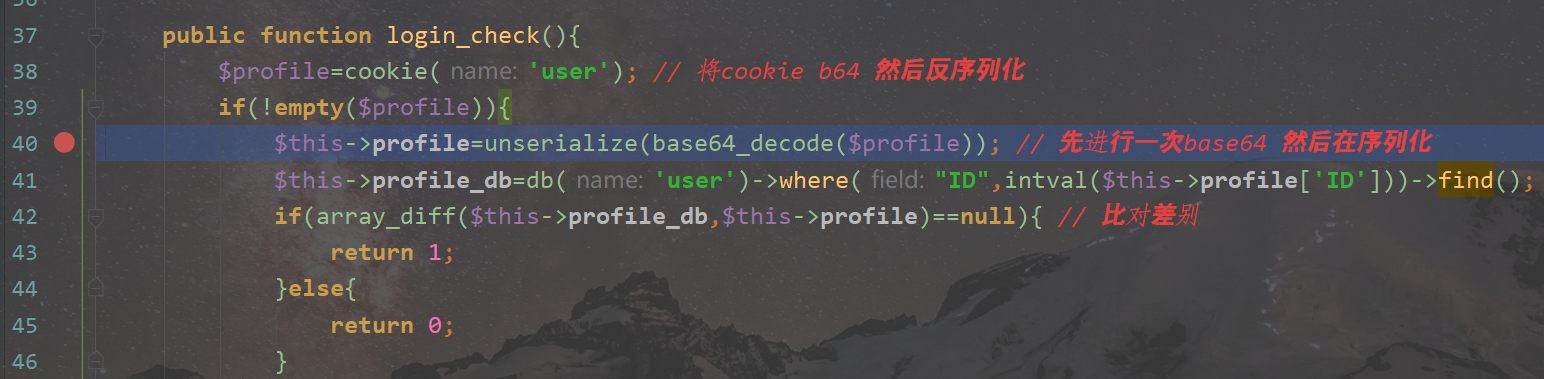 36
37 public function login_check(){
38 $profile=cookie( name: 'user'); // 将cookie b64 然后反序列化
39 if(!empty($profile)){
40 $this->profile=unserialize(base64_decode($profile)); // 先进行一次base64 然后在序列化
41 $this->profile_db=db( name: 'user')->where( field: "ID",intval($this->profile['ID']))->find();
42 if(array_diff($this->profile_db,$this->profile)==null){ // 比对差别
43 return 1;
44 }else{
45 return 0;
46 }